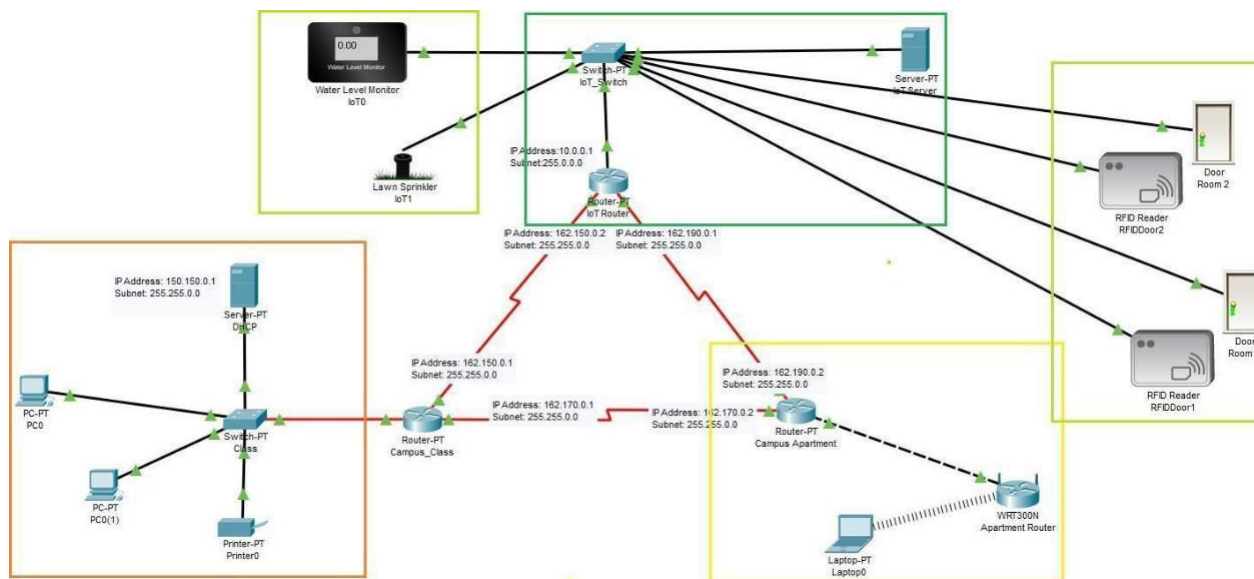 0.00
Water Level Monitor
Water Level Monitor
IoT0
Lawn Sprinkler
IoT1
Switch-PT
IoT_Switch
Server-PT
IoT Server
IP Address:10.0.0.1
Subnet:255.0.0.0
Router-PT
IoT Router
Door
Room 2
RFID Reader
RFIDDoor2
Door
Room
RFID Reader
RFIDDoor1
IP Address: 162.150.0.2
Subnet: 255.255.0.0
IP Address: 162.190.0.1
Subnet: 255.255.0.0
IP Address: 150.150.0.1
Subnet: 255.255.0.0
Server-PT
DHCP
PC-PT
PC0
Switch-PT
Class
PC-PT
PC0(1)
Printer-PT
Printer0
IP Address: 162.150.0.1
Subnet: 255.255.0.0
IP Address: 162.170.0.1
Subnet: 255.255.0.0
Router-PT
Campus_Class
IP Address: 162.190.0.2
Subnet: 255.255.0.0
IP Address: 162.170.0.2
Subnet: 255.255.0.0
Router-PT
Campus Apartment
WRT300N
Apartment Router
Laptop-PT
Laptop0